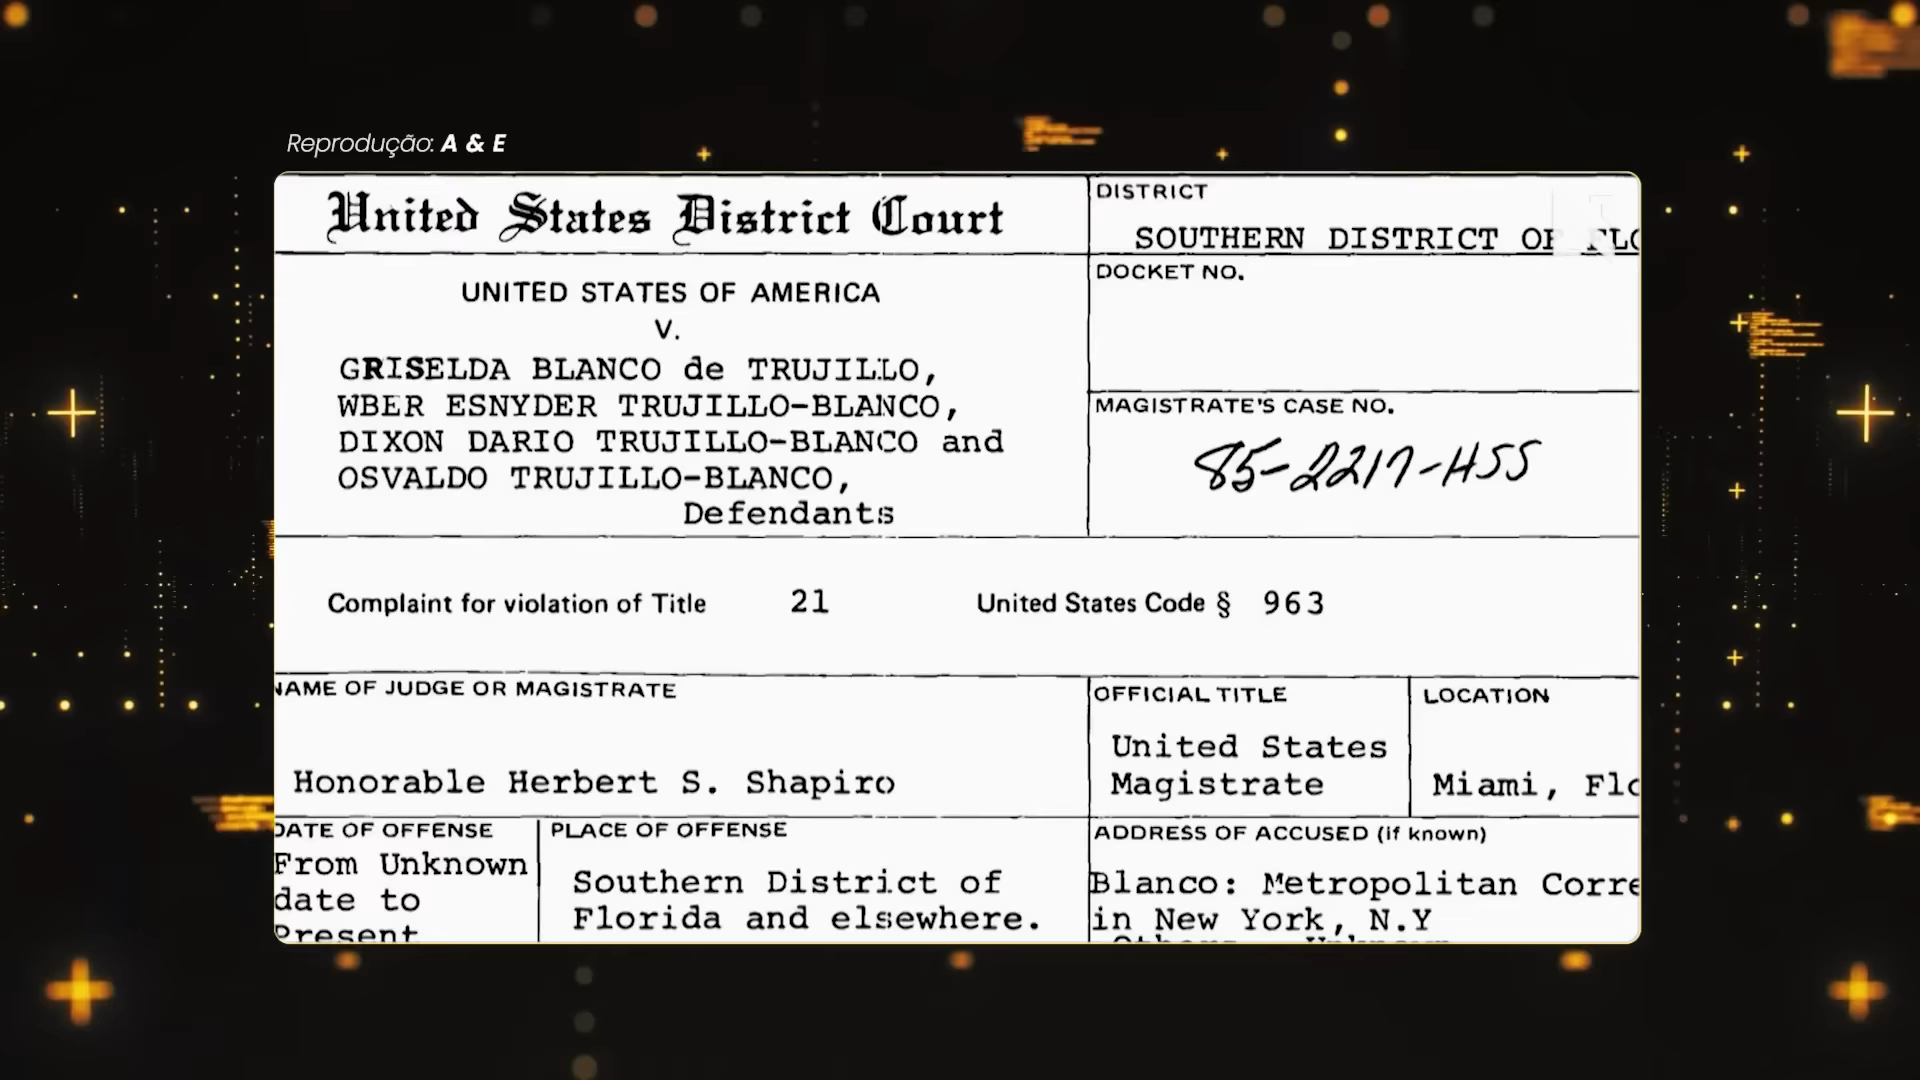 Reprodução: A & E
United States District Court
DISTRICT
SOUTHERN DISTRICT OF FLO
UNITED STATES OF AMERICA
V.
GRISELDA BLANCO de TRUJILLO,
WBER ESNYDER TRUJILLO-BLANCO,
DIXON DARIO TRUJILLO-BLANCO and
OSVALDO TRUJILLO-BLANCO,
Defendants
DOCKET NO.
MAGISTRATE'S CASE NO.
85-2217-HSS
Complaint for violation of Title 21 United States Code § 963
NAME OF JUDGE OR MAGISTRATE
Honorable Herbert S. Shapiro
OFFICIAL TITLE
United States
Magistrate
LOCATION
Miami, Flo
DATE OF OFFENSE
From Unknown
date to
Present
PLACE OF OFFENSE
Southern District of
Florida and elsewhere.
ADDRESS OF ACCUSED (if known)
Blanco: Metropolitan Corre
in New York, N.Y